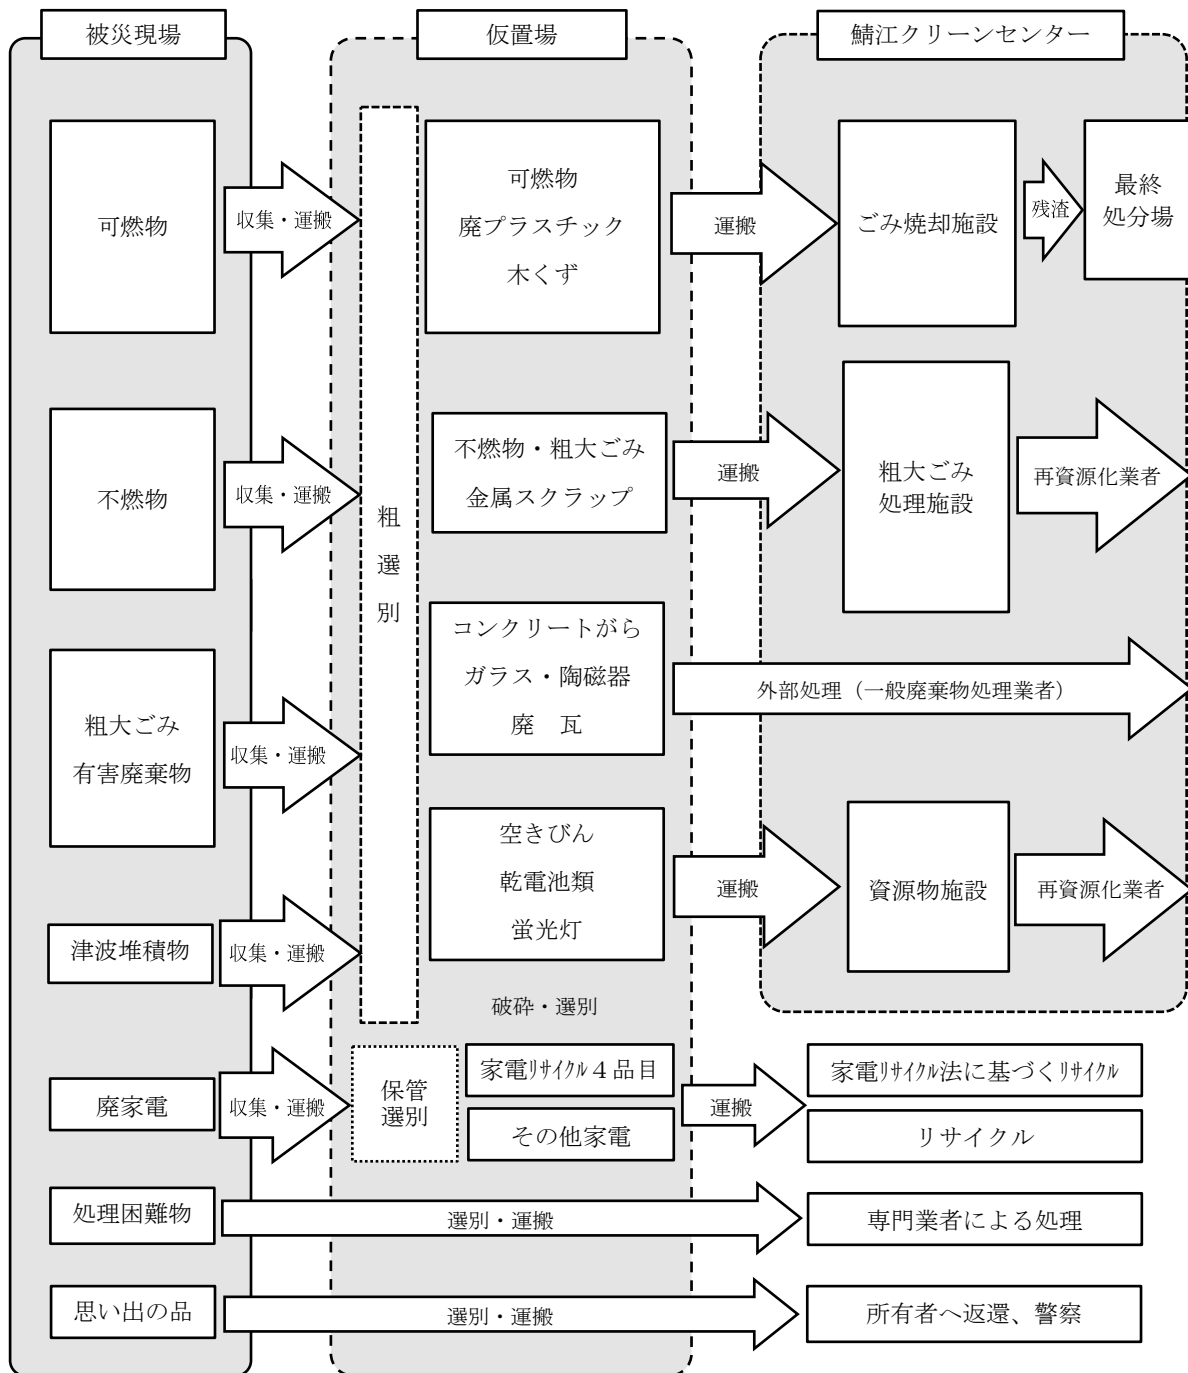 被災現場
仮置場
鯖江クリーンセンター
可燃物
収集・運搬
可燃物
廃プラスチック
木くず
運搬
ごみ焼却施設
残渣
最終
処分場
不燃物
収集・運搬
粗
選
別
不燃物・粗大ごみ
金属スクラップ
運搬
粗大ごみ
処理施設
再資源化業者
粗大ごみ
有害廃棄物
収集・運搬
コンクリートがら
ガラス・陶磁器
廃　瓦
外部処理（一般廃棄物処理業者）
空きびん
乾電池類
蛍光灯
運搬
資源物施設
再資源化業者
津波堆積物
収集・運搬
破砕・選別
廃家電
収集・運搬
保管
選別
家電ﾘｻｲｸﾙ４品目
その他家電
運搬
家電ﾘｻｲｸﾙ法に基づくﾘｻｲｸﾙ
リサイクル
処理困難物
選別・運搬
専門業者による処理
思い出の品
選別・運搬
所有者へ返還、警察